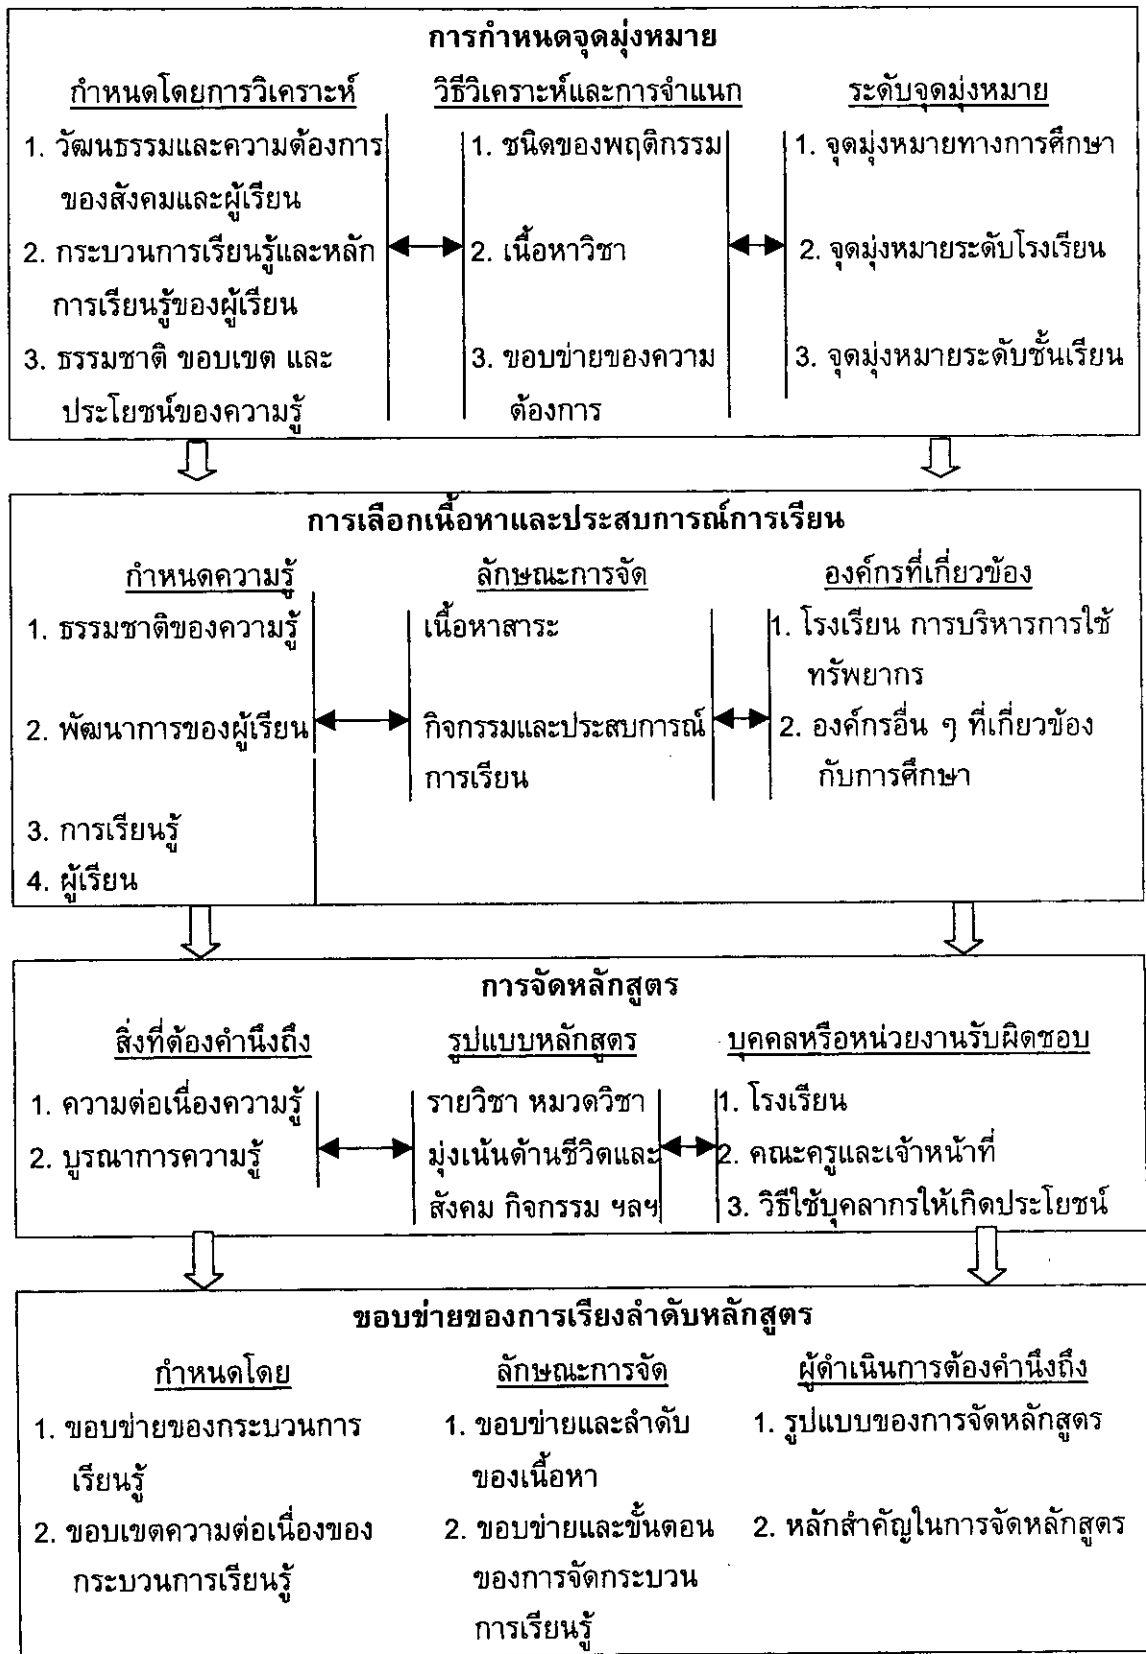 การกำหนดจุดมุ่งหมาย
กำหนดโดยการวิเคราะห์
1. วัฒนธรรมและความต้องการ
ของสังคมและผู้เรียน
2. กระบวนการเรียนรู้และหลัก
การเรียนรู้ของผู้เรียน
3. ธรรมชาติ ขอบเขต และ
ประโยชน์ของความรู้
วิธีวิเคราะห์และการจำแนก
1. ชนิดของพฤติกรรม
2. เนื้อหาวิชา
3. ขอบข่ายของความ
ต้องการ
ระดับจุดมุ่งหมาย
1. จุดมุ่งหมายทางการศึกษา
2. จุดมุ่งหมายระดับโรงเรียน
3. จุดมุ่งหมายระดับชั้นเรียน
การเลือกเนื้อหาและประสบการณ์การเรียน
กำหนดความรู้
1. ธรรมชาติของความรู้
2. พัฒนาการของผู้เรียน
3. การเรียนรู้
4. ผู้เรียน
ลักษณะการจัด
เนื้อหาสาระ
กิจกรรมและประสบการณ์
การเรียน
องค์กรที่เกี่ยวข้อง
1. โรงเรียน การบริหารการใช้
ทรัพยากร
2. องค์กรอื่น ๆ ที่เกี่ยวข้อง
กับการศึกษา
การจัดหลักสูตร
สิ่งที่ต้องคำนึงถึง
1. ความต่อเนื่องความรู้
2. บูรณาการความรู้
รูปแบบหลักสูตร
รายวิชา หมวดวิชา
มุ่งเน้นด้านชีวิตและ
สังคม กิจกรรม ฯลฯ
บุคคลหรือหน่วยงานรับผิดชอบ
1. โรงเรียน
2. คณะครูและเจ้าหน้าที่
3. วิธีใช้บุคลากรให้เกิดประโยชน์
ขอบข่ายของการเรียงลำดับหลักสูตร
กำหนดโดย
1. ขอบข่ายของกระบวนการ
เรียนรู้
2. ขอบเขตความต่อเนื่องของ
กระบวนการเรียนรู้
ลักษณะการจัด
1. ขอบข่ายและลำดับ
ของเนื้อหา
2. ขอบข่ายและขั้นตอน
ของการจัดกระบวน
การเรียนรู้
ผู้ดำเนินการต้องคำนึงถึง
1. รูปแบบของการจัดหลักสูตร
2. หลักสำคัญในการจัดหลักสูตร